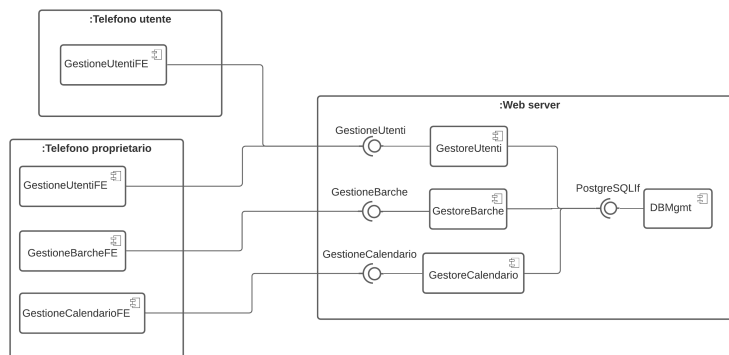 :Telefono utente
GestioneUtentiFE
:Telefono proprietario
GestioneUtentiFE
GestioneBarcheFE
GestioneCalendarioFE
:Web server
GestioneUtenti
GestoreUtenti
GestioneBarche
GestoreBarche
GestioneCalendario
GestoreCalendario
PostgreSQLIf
DBMgmt